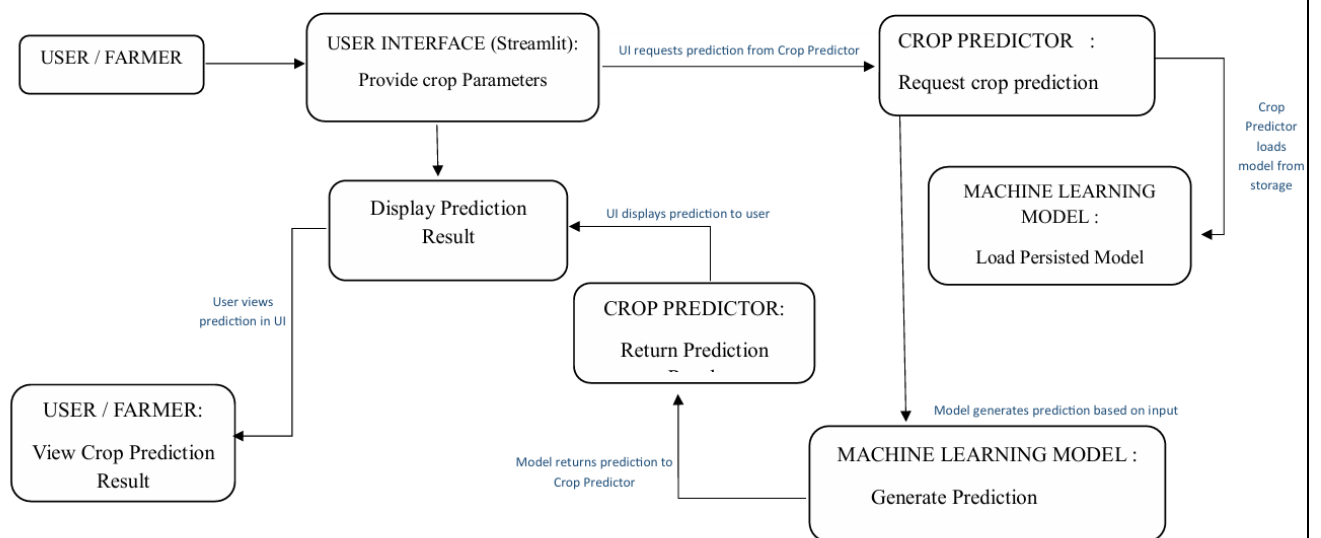 USER / FARMER
USER INTERFACE (Streamlit):
Provide crop Parameters
UI requests prediction from Crop Predictor
CROP PREDICTOR :
Request crop prediction
Crop
Predictor
loads
model from
storage
MACHINE LEARNING
MODEL :
Load Persisted Model
Display Prediction
Result
UI displays prediction to user
CROP PREDICTOR:
Return Prediction
User views
prediction in UI
USER / FARMER:
View Crop Prediction
Result
Model generates prediction based on input
MACHINE LEARNING MODEL :
Generate Prediction
Model returns prediction to
Crop Predictor